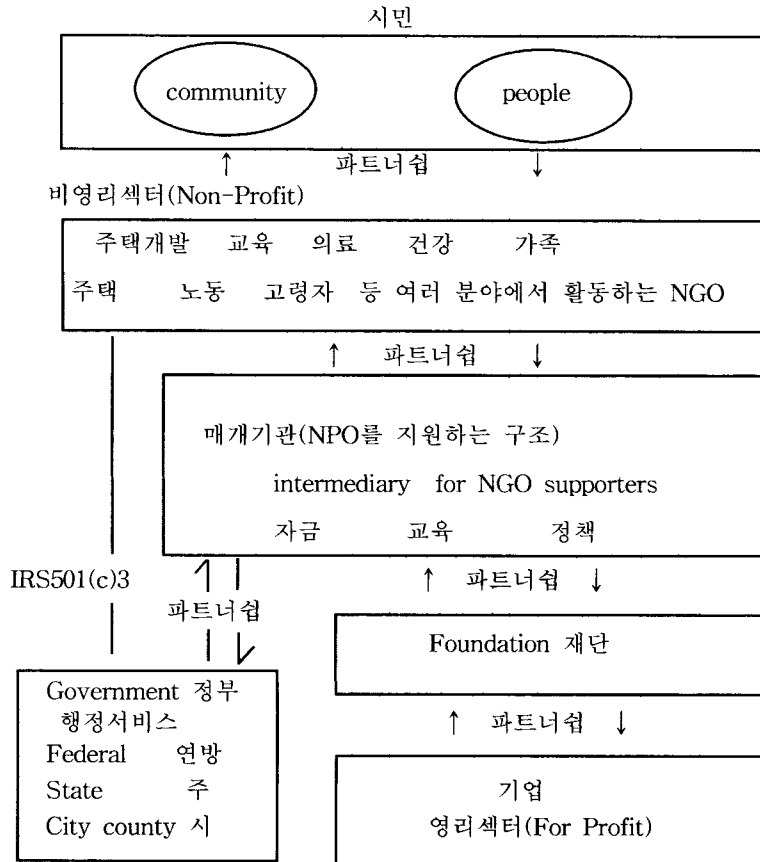 시민
community people
↑ 파트너쉽 ↓
비영리섹터(Non-Profit)
주택개발 교육 의료 건강 가족
주택 노동 고령자 등 여러 분야에서 활동하는 NGO
↑ 파트너쉽 ↓
매개기관(NPO를 지원하는 구조)
intermediary for NGO supporters
자금 교육 정책
IRS501(c)3
파트너쉽
↑ 파트너쉽 ↓
Foundation 재단
↑ 파트너쉽 ↓
Government 정부
행정서비스
Federal 연방
State 주
City county 시
기업
영리섹터(For Profit)